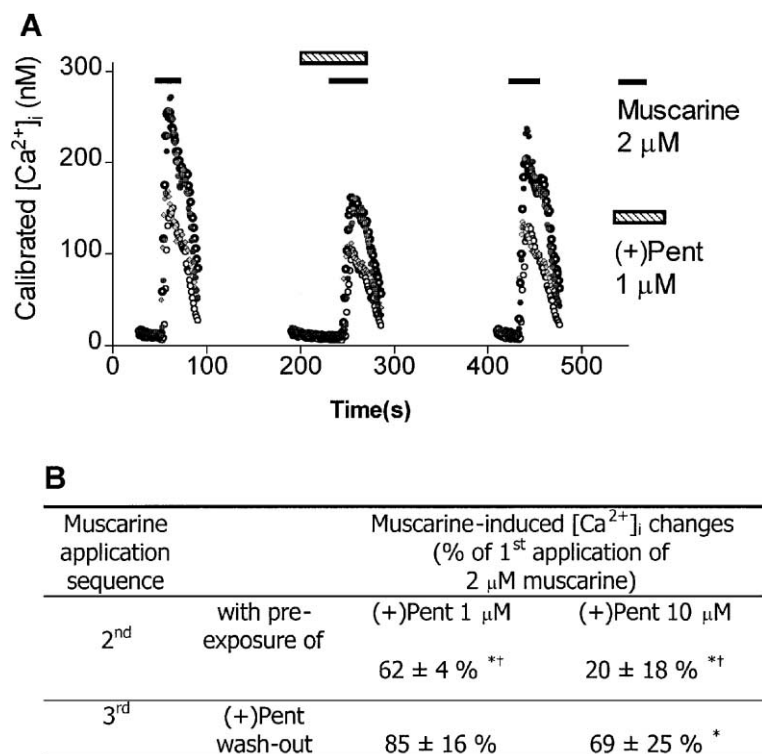 A
Calibrated [Ca²⁺]ᵢ (nM)
300
200
100
0
0
100
200
300
400
500
Time(s)
Muscarine
2 μM
(+)Pent
1 μM
B
Muscarine
application
sequence
Muscarine-induced [Ca²⁺]ᵢ changes
(% of 1ˢᵗ application of
2 μM muscarine)
2ⁿᵈ
with pre-
exposure of
(+)Pent 1 μM
(+)Pent 10 μM
62 ± 4 % *†
20 ± 18 % *†
3ʳᵈ
(+)Pent
wash-out
85 ± 16 %
69 ± 25 % *